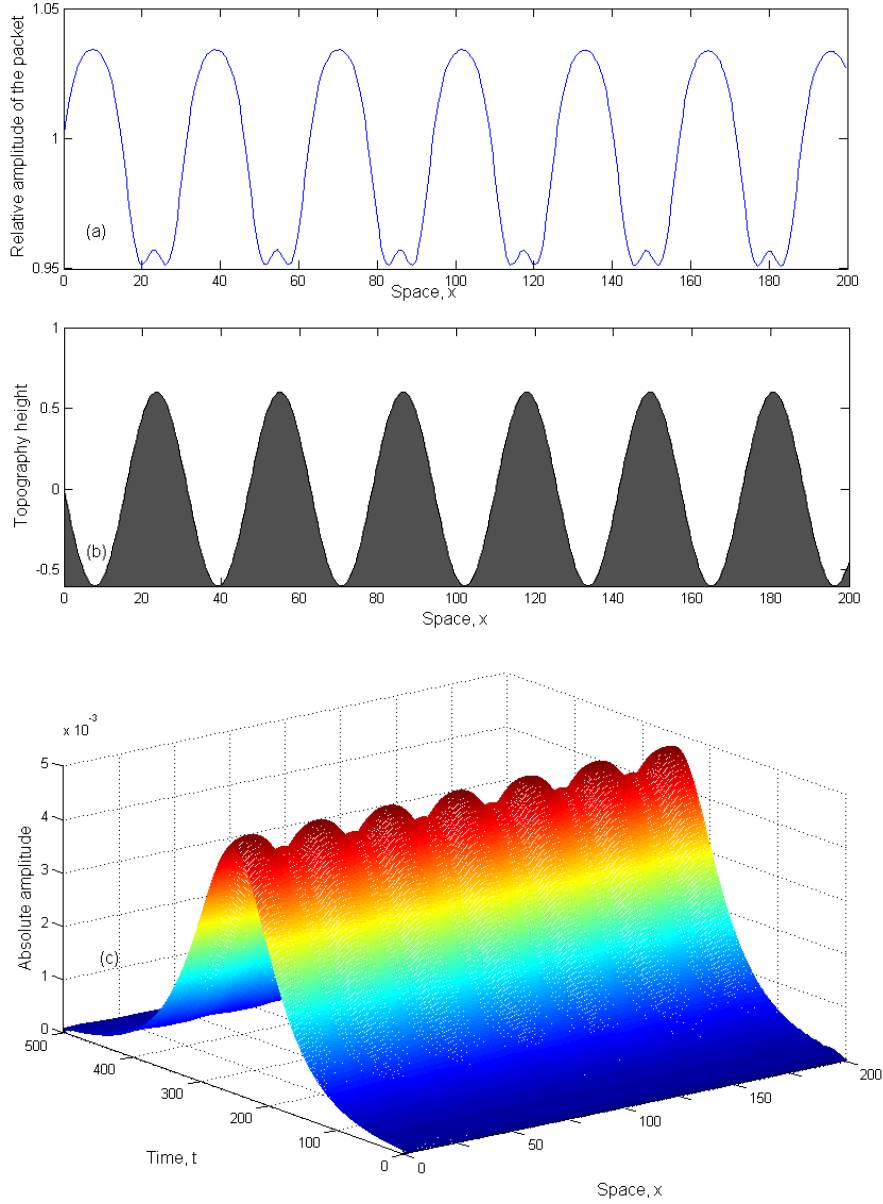 1.05
1
0.95
Relative amplitude of the packet
(a)
0 20 40 60 80 100 120 140 160 180 200
Space, x
1
0.5
0
-0.5
Topography height
(b)
0 20 40 60 80 100 120 140 160 180 200
Space, x
x 10-3
5
4
3
2
1
0
Absolute amplitude
(c)
500
400
300
200
100
0
Time, t
0
50
100
150
200
Space, x